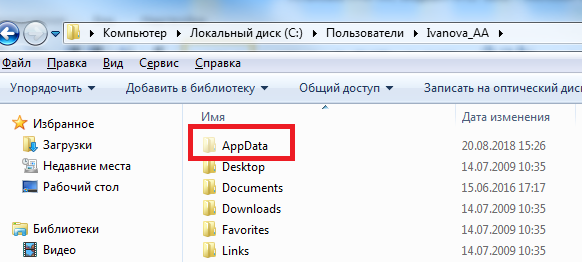 Компьютер ▸ Локальный диск (C:) ▸ Пользователи ▸ Ivanova_AA ▸
Файл Правка Вид Сервис Справка
Упорядочить Добавить в библиотеку Общий доступ Записать на оптический дис
Избранное
Загрузки
Недавние места
Рабочий стол
Библиотеки
Видео
Имя Дата изменения
AppData 20.08.2018 15:26
Desktop 14.07.2009 10:35
Documents 15.06.2016 17:17
Downloads 14.07.2009 10:35
Favorites 14.07.2009 10:35
Links 14.07.2009 10:35